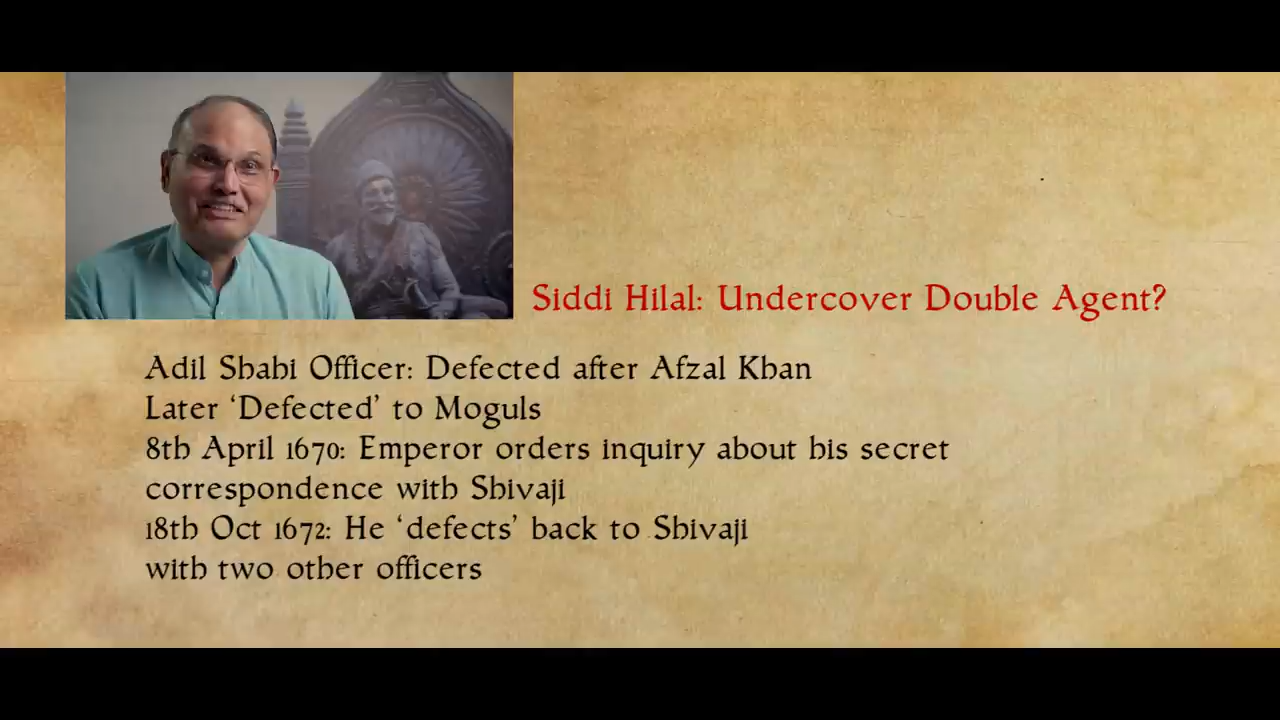 Siddi Hilal: Undercover Double Agent?
Adil Shahi Officer: Defected after Afzal Khan
Later ‘Defected’ to Moguls
8th April 1670: Emperor orders inquiry about his secret
correspondence with Shivaji
18th Oct 1672: He ‘defects’ back to Shivaji
with two other officers